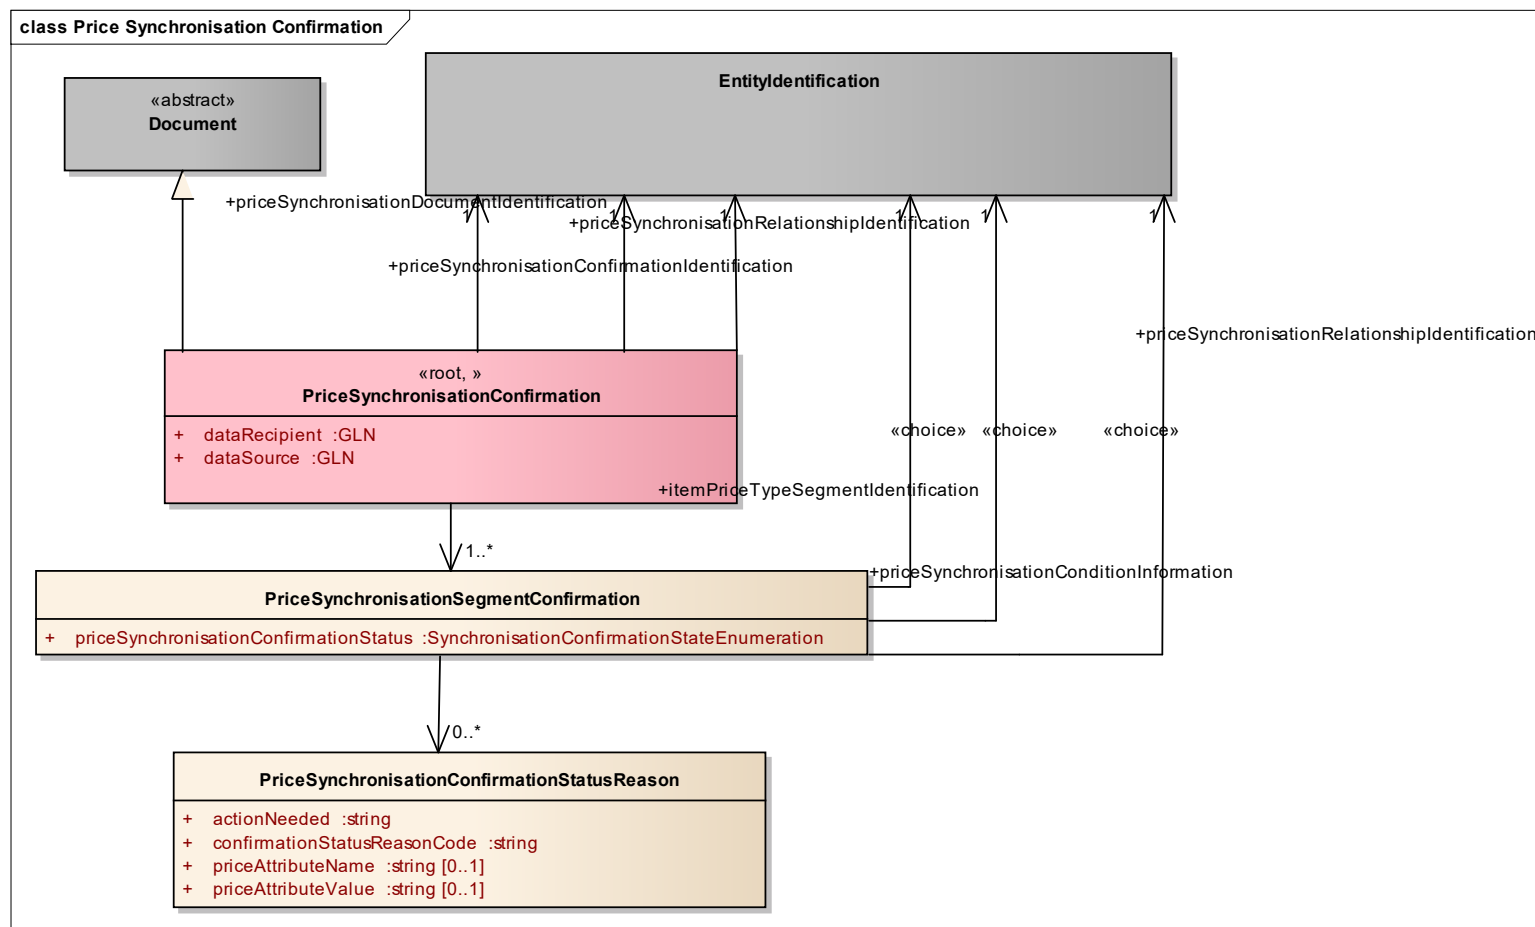 class Price Synchronisation Confirmation
«abstract»
Document
EntityIdentification
+priceSynchronisationDocumentIdentification
1
1
1
1
1
1
+priceSynchronisationRelationshipIdentification
+priceSynchronisationConfirmationIdentification
+priceSynchronisationRelationshipIdentification
«root, »
PriceSynchronisationConfirmation
+ dataRecipient :GLN
+ dataSource :GLN
«choice» «choice» «choice»
+itemPriceTypeSegmentIdentification
1..*
+priceSynchronisationConditionInformation
PriceSynchronisationSegmentConfirmation
+ priceSynchronisationConfirmationStatus :SynchronisationConfirmationStateEnumeration
0..*
PriceSynchronisationConfirmationStatusReason
+ actionNeeded :string
+ confirmationStatusReasonCode :string
+ priceAttributeName :string [0..1]
+ priceAttributeValue :string [0..1]